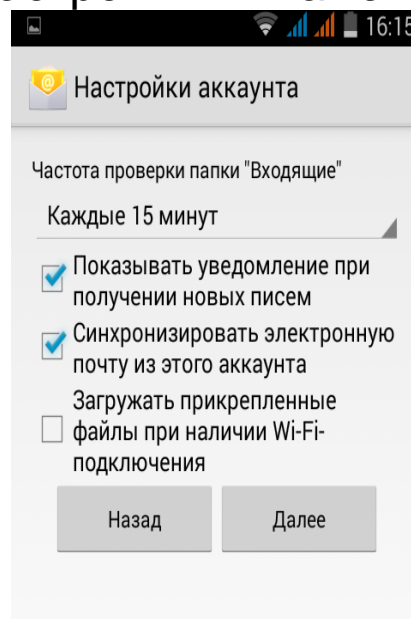 16:15
Настройки аккаунта
Частота проверки папки "Входящие"
Каждые 15 минут
Показывать уведомление при
получении новых писем
Синхронизировать электронную
почту из этого аккаунта
Загружать прикрепленные
файлы при наличии Wi-Fi-
подключения
Назад
Далее